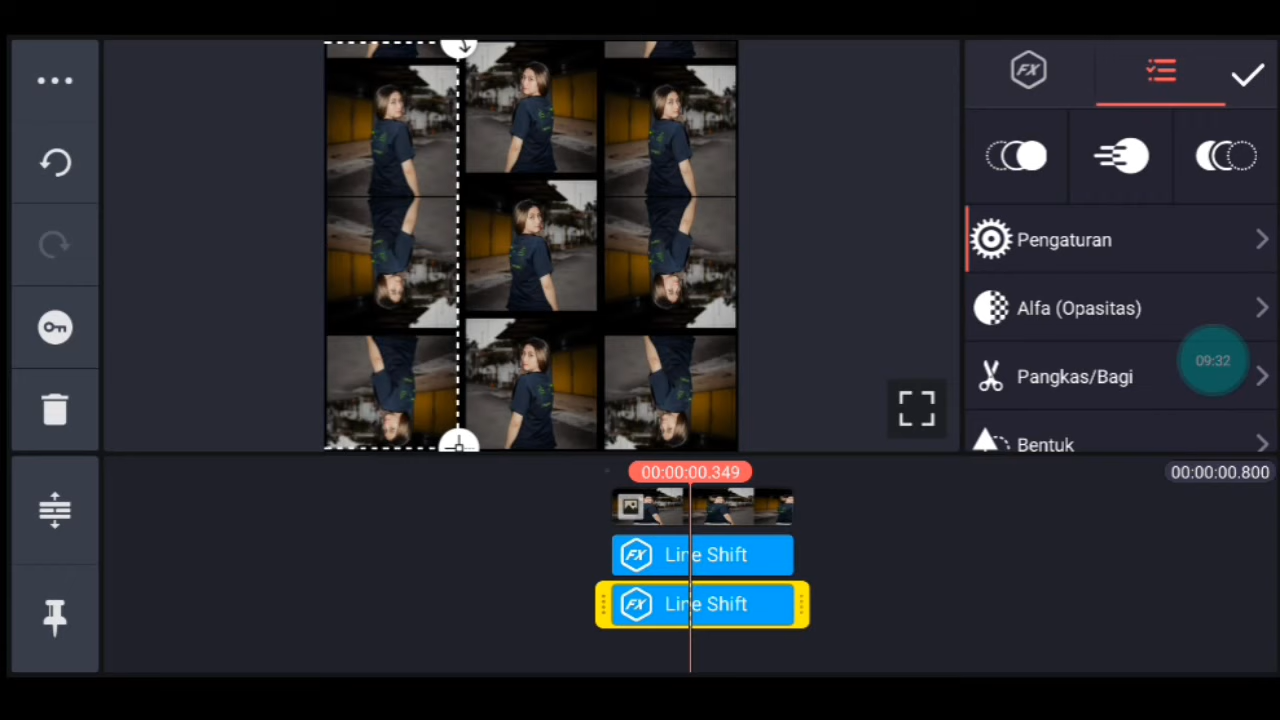 FX
Pengaturan
Alfa (Opasitas)
09:32
Pangkas/Bagi
Bentuk
00:00:00.349
00:00:00.800
FX Line Shift
FX Line Shift